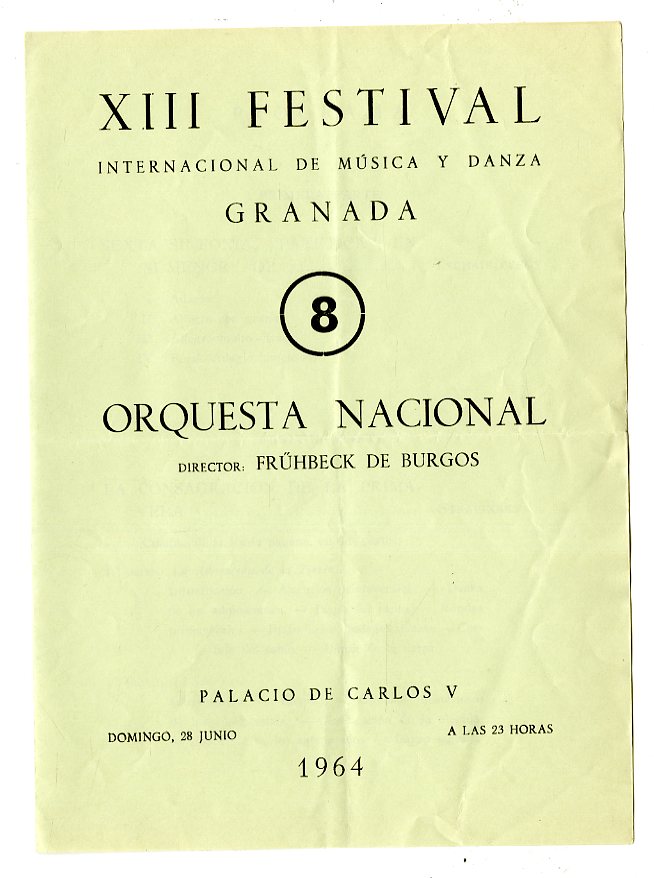 XIII FESTIVAL
INTERNACIONAL DE MÚSICA Y DANZA
GRANADA
8
ORQUESTA NACIONAL
DIRECTOR: FRŰHBECK DE BURGOS
PALACIO DE CARLOS V
DOMINGO, 28 JUNIO A LAS 23 HORAS
1964